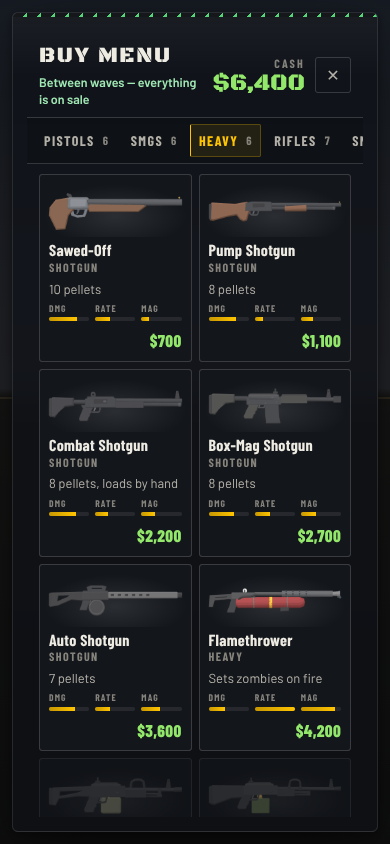 BUY MENU
Between waves — everything
is on sale
CASH
$6,400
✕
PISTOLS 6 SMGS 6 HEAVY 6 RIFLES 7
Sawed-Off
SHOTGUN
10 pellets
DMG RATE MAG
$700
Pump Shotgun
SHOTGUN
8 pellets
DMG RATE MAG
$1,100
Combat Shotgun
SHOTGUN
8 pellets, loads by hand
DMG RATE MAG
$2,200
Box-Mag Shotgun
SHOTGUN
8 pellets
DMG RATE MAG
$2,700
Auto Shotgun
SHOTGUN
7 pellets
DMG RATE MAG
$3,600
Flamethrower
HEAVY
Sets zombies on fire
DMG RATE MAG
$4,200